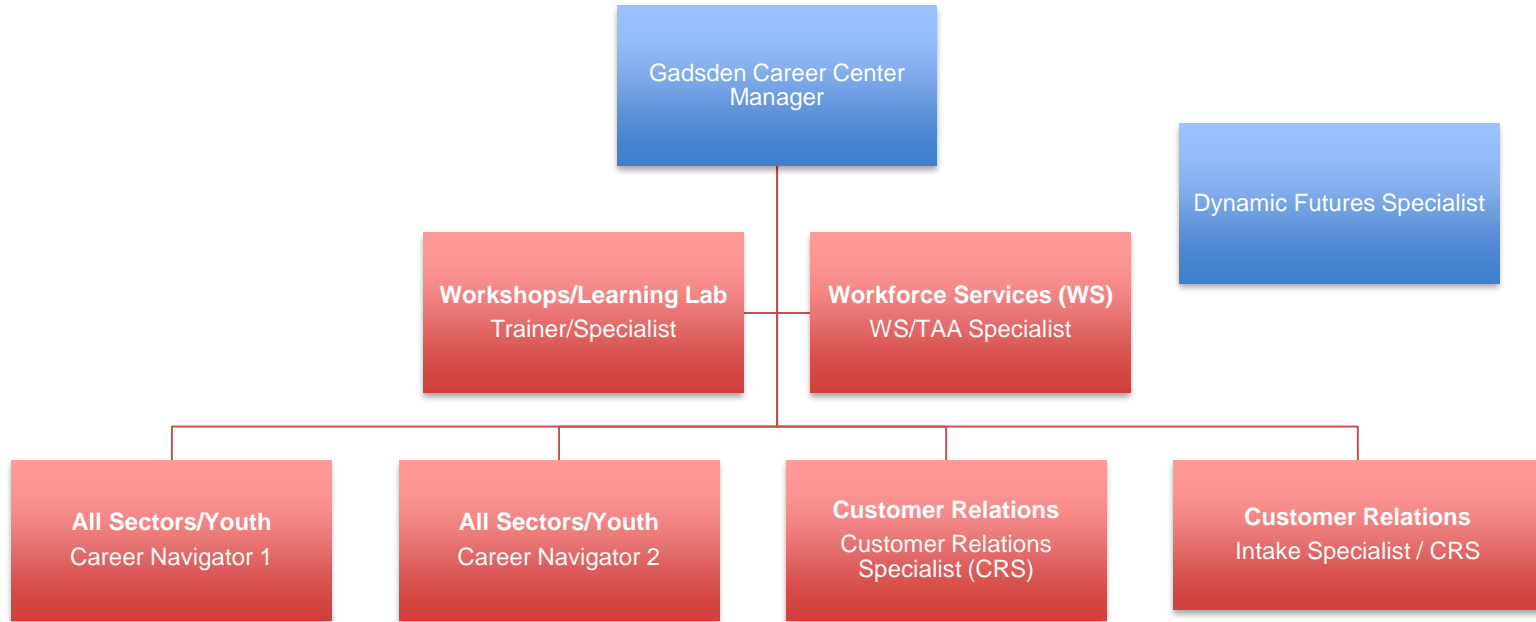 Gadsden Career Center
Manager
Dynamic Futures Specialist
Workshops/Learning Lab
Trainer/Specialist
Workforce Services (WS)
WS/TAA Specialist
All Sectors/Youth
Career Navigator 1
All Sectors/Youth
Career Navigator 2
Customer Relations
Customer Relations
Specialist (CRS)
Customer Relations
Intake Specialist / CRS